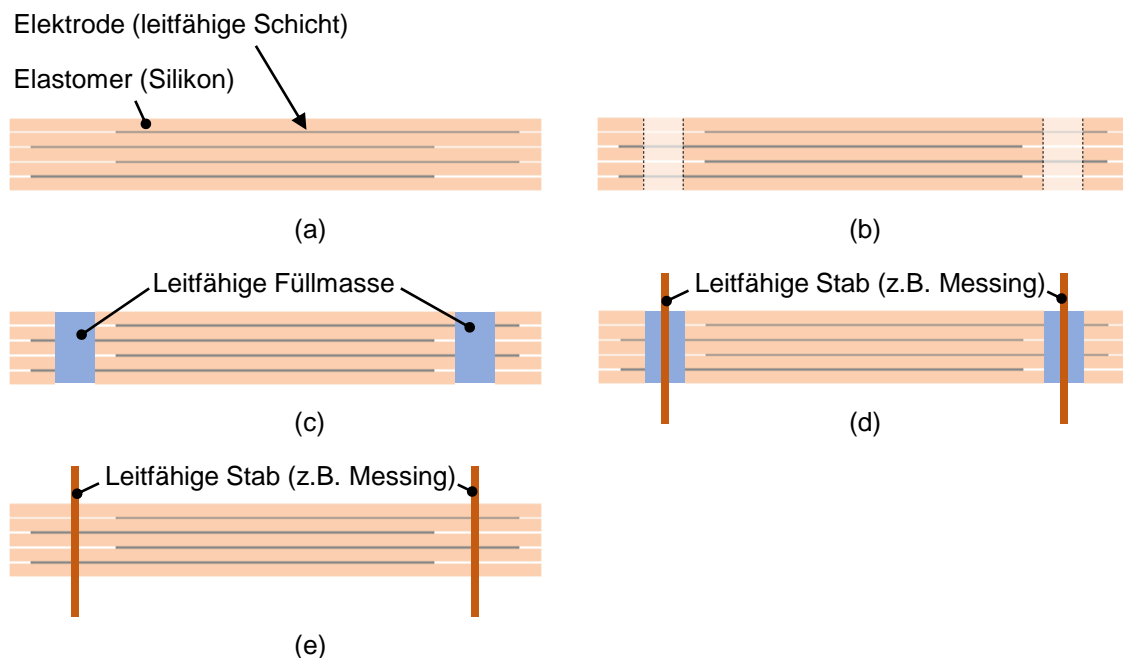 Elektrode (leitfähige Schicht)
Elastomer (Silikon)
(a)
(b)
Leitfähige Füllmasse
(c)
Leitfähige Stab (z.B. Messing)
(d)
Leitfähige Stab (z.B. Messing)
(e)